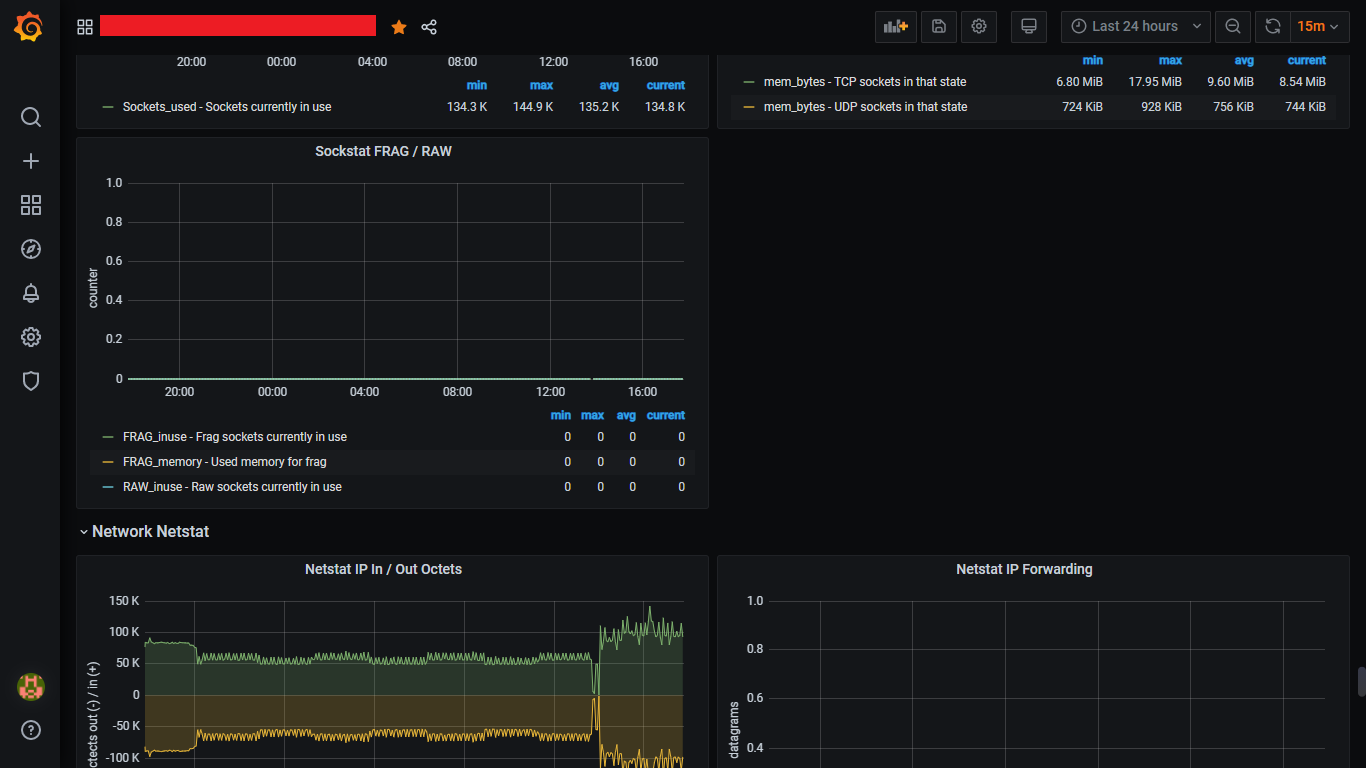 Last 24 hours
15m
20:00 00:00 04:00 08:00 12:00 16:00
min max avg current
Sockets_used - Sockets currently in use 134.3 K 144.9 K 135.2 K 134.8 K
min max avg current
mem_bytes - TCP sockets in that state 6.80 MiB 17.95 MiB 9.60 MiB 8.54 MiB
mem_bytes - UDP sockets in that state 724 KiB 928 KiB 756 KiB 744 KiB
Sockstat FRAG / RAW
counter
1.0
0.8
0.6
0.4
0.2
0
20:00 00:00 04:00 08:00 12:00 16:00
min max avg current
FRAG_inuse - Frag sockets currently in use 0 0 0 0
FRAG_memory - Used memory for frag 0 0 0 0
RAW_inuse - Raw sockets currently in use 0 0 0 0
Network Netstat
Netstat IP In / Out Octets
ctects out (-) / in (+)
150 K
100 K
50 K
0
-50 K
-100 K
Netstat IP Forwarding
datagrams
1.0
0.8
0.6
0.4